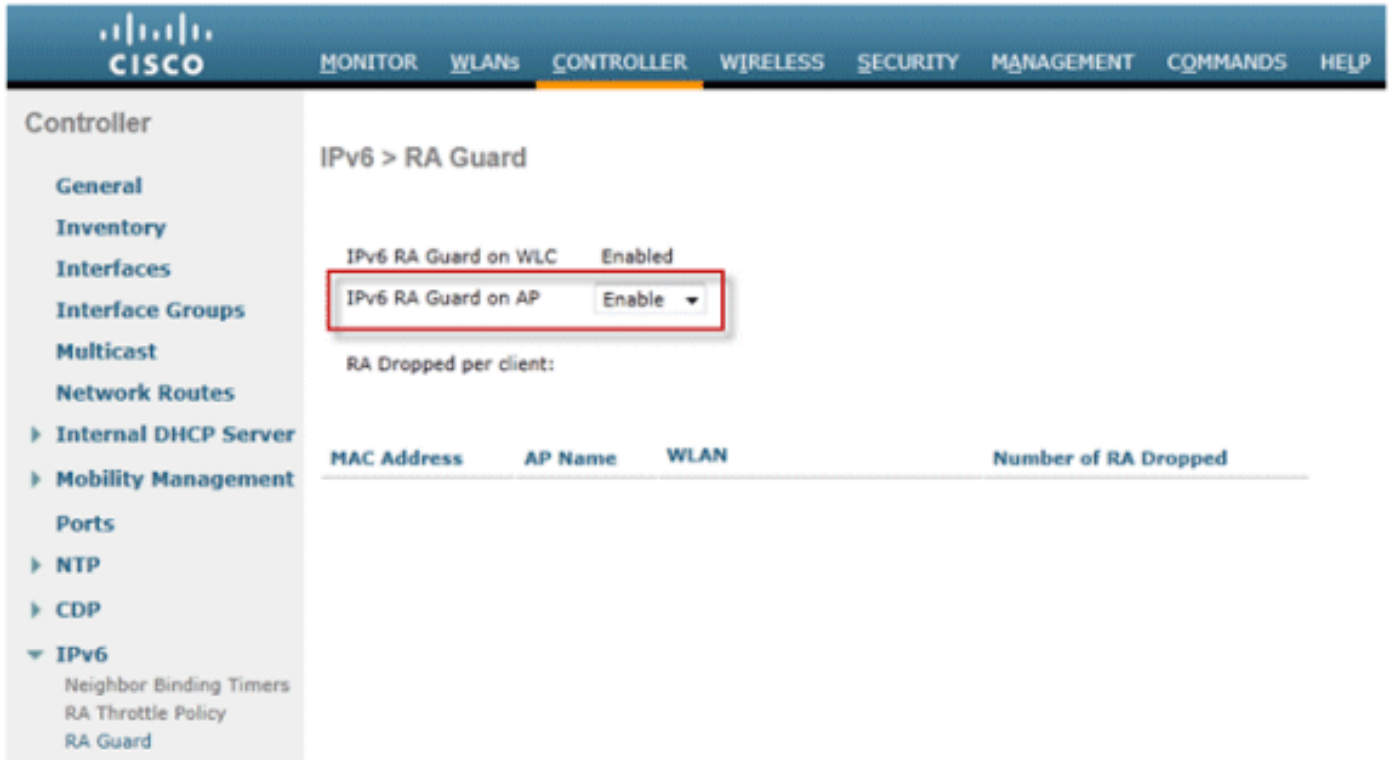 CISCO
MONITOR WLANs CONTROLLER WIRELESS SECURITY MANAGEMENT COMMANDS HELP
Controller
General
Inventory
Interfaces
Interface Groups
Multicast
Network Routes
Internal DHCP Server
Mobility Management
Ports
NTP
CDP
IPv6
Neighbor Binding Timers
RA Throttle Policy
RA Guard
IPv6 > RA Guard
IPv6 RA Guard on WLC Enabled
IPv6 RA Guard on AP Enable
RA Dropped per client:
MAC Address AP Name WLAN Number of RA Dropped